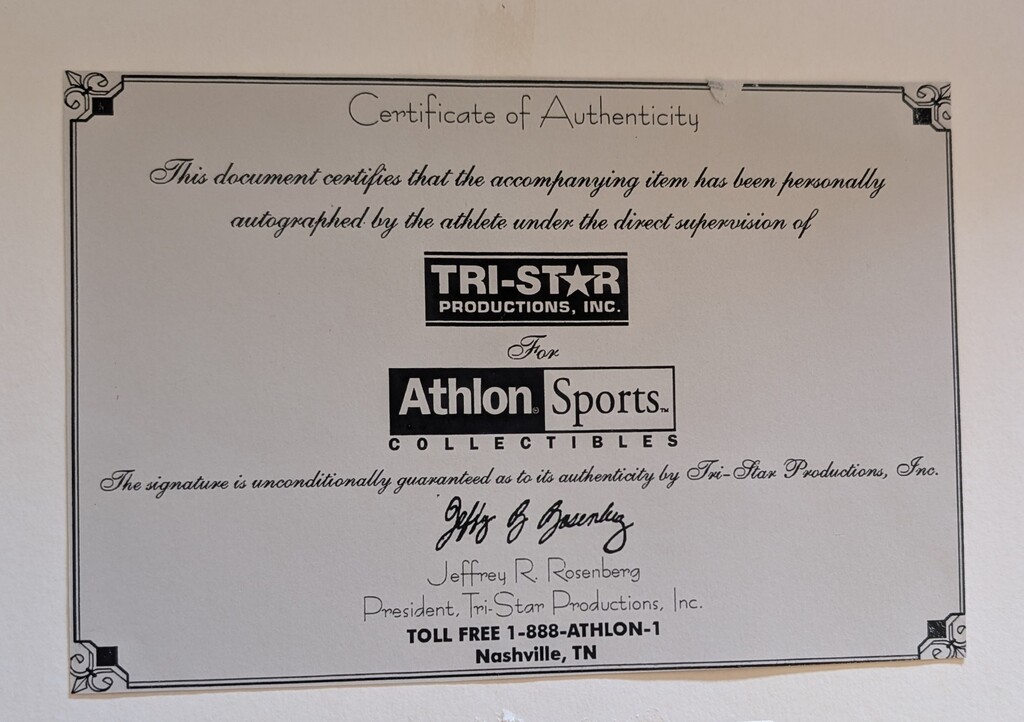 Certificate of Authenticity
This document certifies that the accompanying item has been personally
autographed by the athlete under the direct supervision of
TRI-STAR
PRODUCTIONS, INC.
For
Athlon® Sports™
COLLECTIBLES
The signature is unconditionally guaranteed as to its authenticity by Tri-Star Productions, Inc.
Jeffrey R. Rosenberg
Jeffrey R. Rosenberg
President, Tri-Star Productions, Inc.
TOLL FREE 1-888-ATHLON-1
Nashville, TN